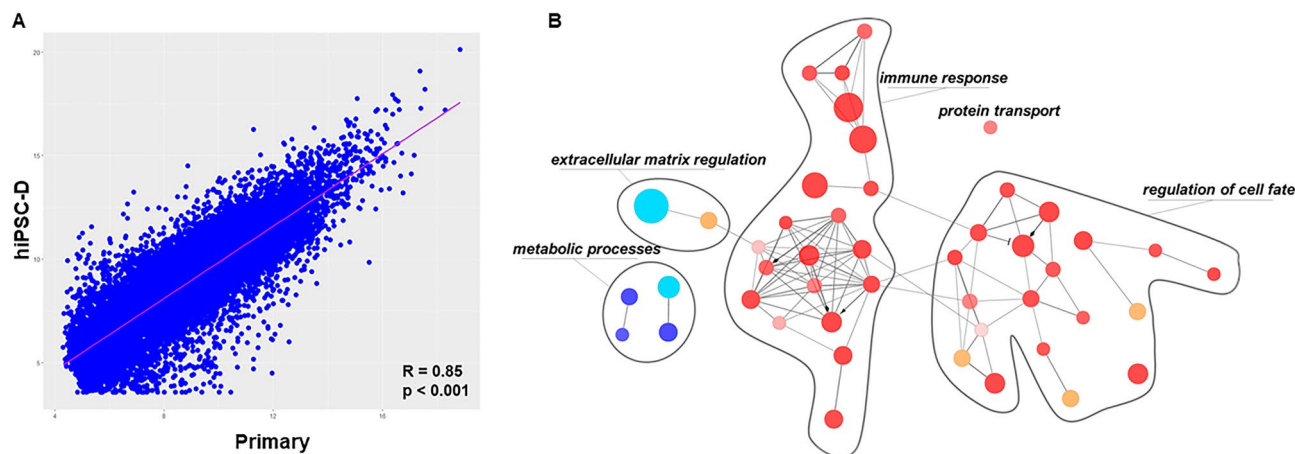 A
20
15
10
5
4
8
12
16
hiPSC-D
Primary
R = 0.85
p < 0.001
B
immune response
protein transport
extracellular matrix regulation
regulation of cell fate
metabolic processes